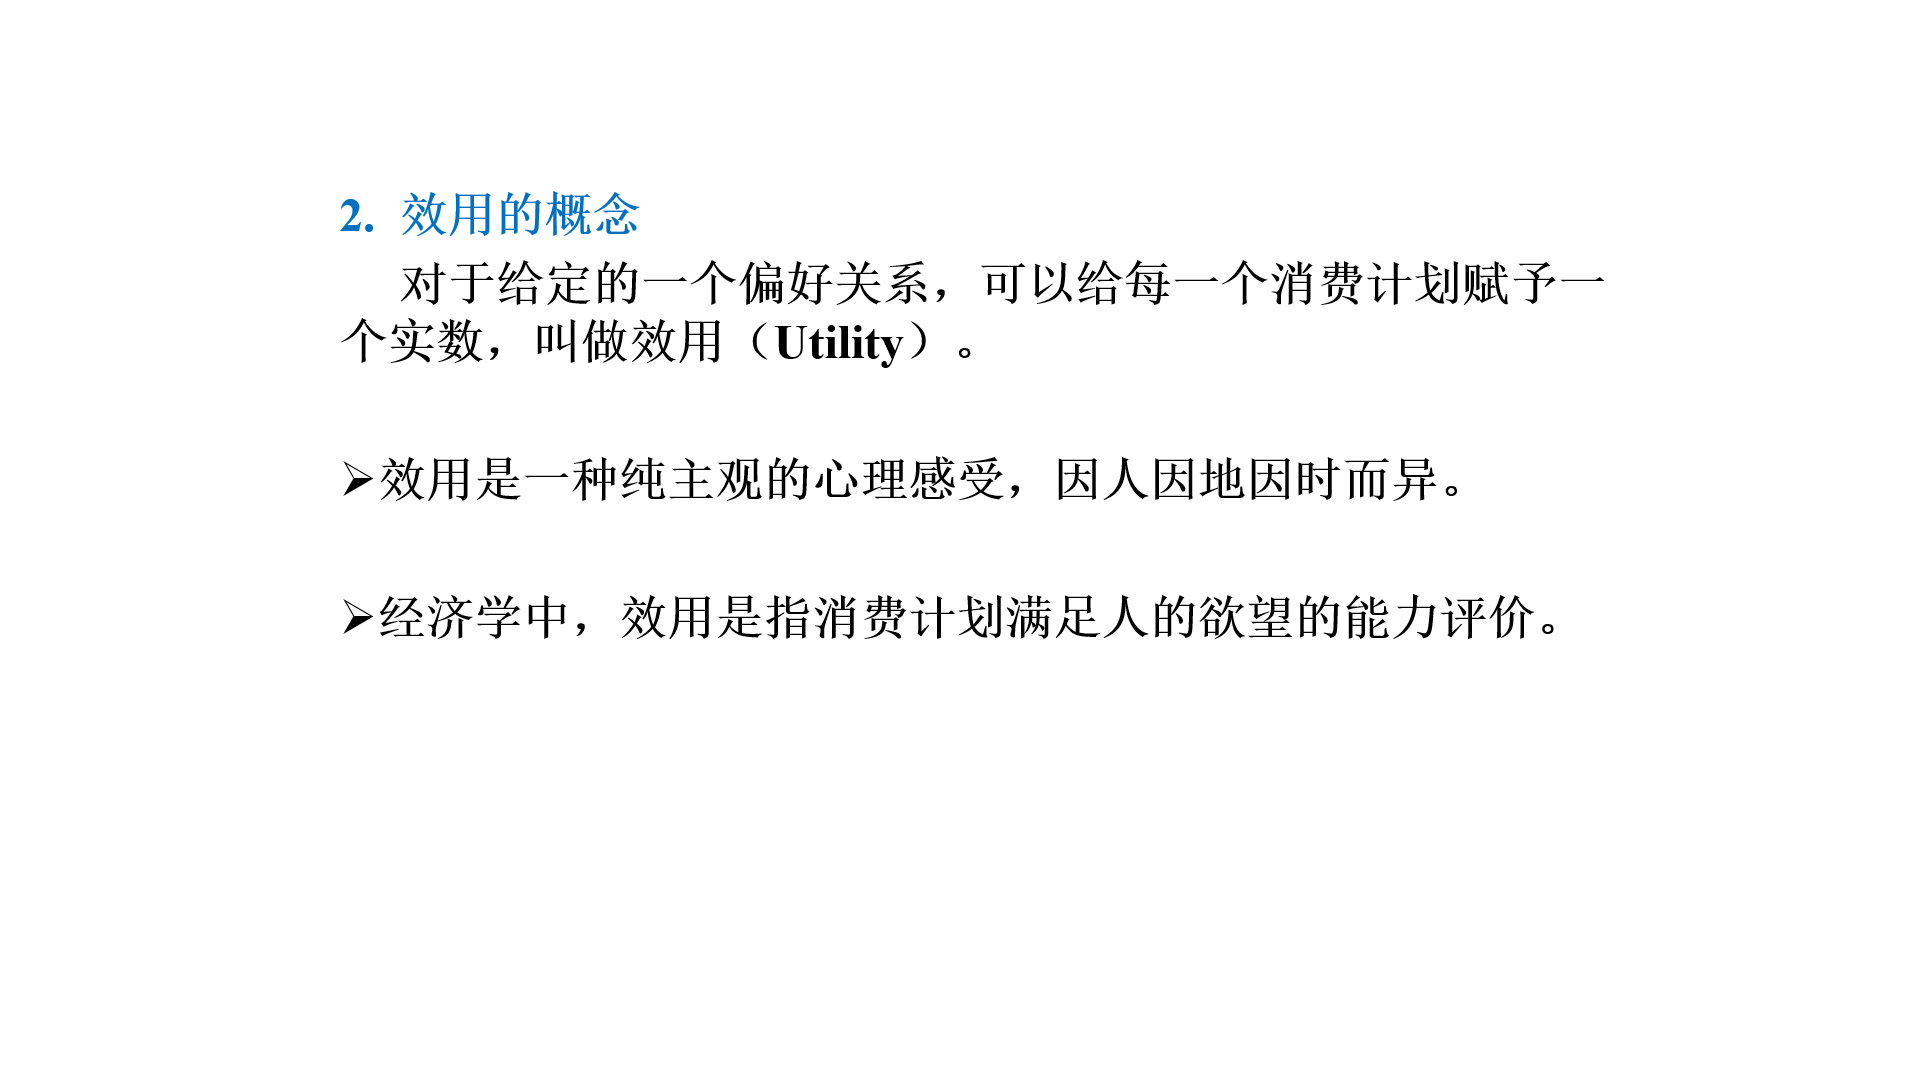 2. 效用的概念
对于给定的一个偏好关系，可以给每一个消费计划赋予一
个实数，叫做效用（Utility）。
➢效用是一种纯主观的心理感受，因人因地因时而异。
➢经济学中，效用是指消费计划满足人的欲望的能力评价。